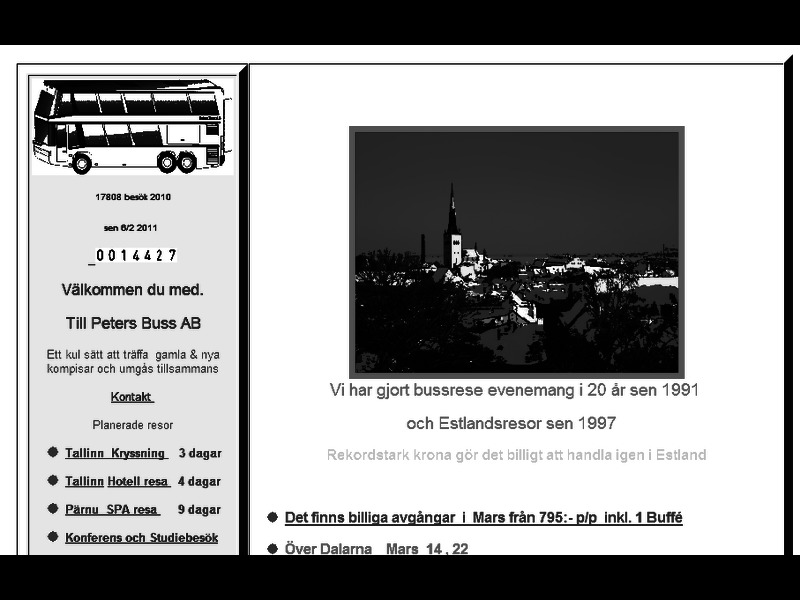 17808 besök 2010
sen 6/2 2011
_0014427
Välkommen du med.
Till Peters Buss AB
Ett kul sätt att träffa gamla & nya
kompisar och umgås tillsammans
Kontakt
Planerade resor
Tallinn Kryssning 3 dagar
Tallinn Hotell resa 4 dagar
Pärnu SPA resa 9 dagar
Konferens och Studiebesök
Vi har gjort bussrese evenemang i 20 år sen 1991
och Estlandsresor sen 1997
Rekordstark krona gör det billigt att handla igen i Estland
Det finns billiga avgångar i Mars från 795:- p/p inkl. 1 Buffé
Över Dalarna Mars 14 , 22